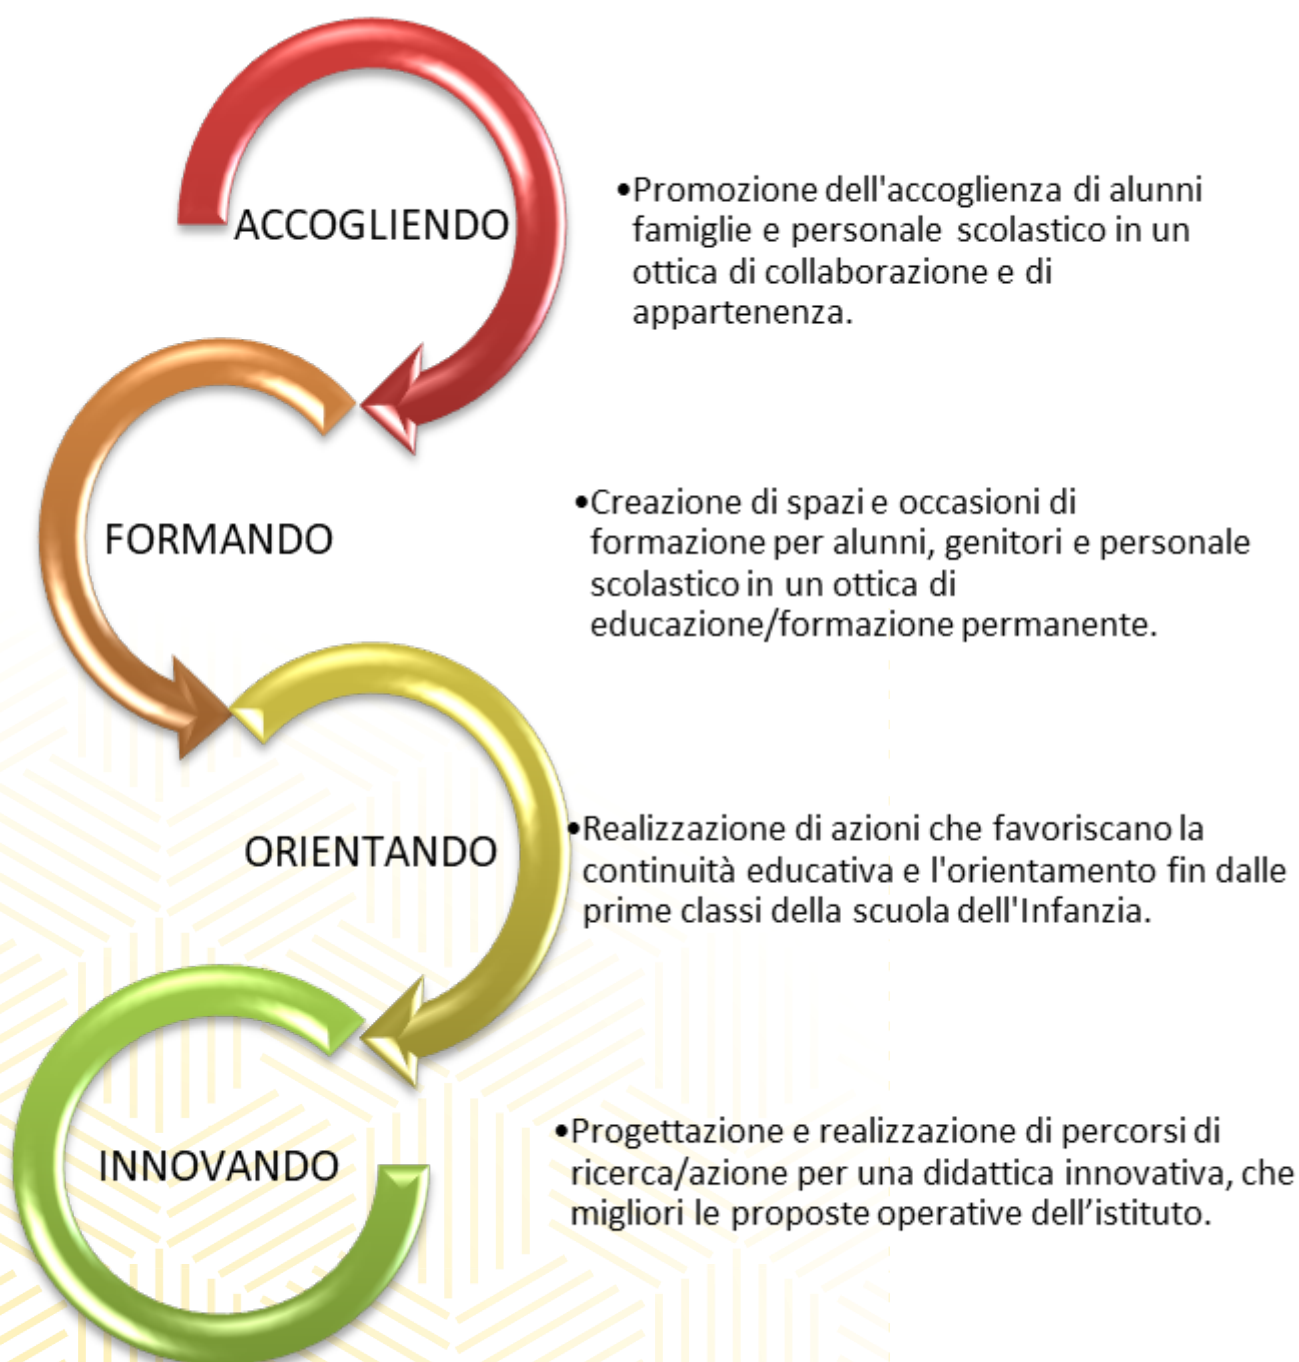 ACCOGLIENDO
•Promozione dell'accoglienza di alunni
famiglie e personale scolastico in un
ottica di collaborazione e di
appartenenza.
FORMANDO
•Creazione di spazi e occasioni di
formazione per alunni, genitori e personale
scolastico in un ottica di
educazione/formazione permanente.
ORIENTANDO
•Realizzazione di azioni che favoriscano la
continuità educativa e l'orientamento fin dalle
prime classi della scuola dell'Infanzia.
INNOVANDO
•Progettazione e realizzazione di percorsi di
ricerca/azione per una didattica innovativa, che
migliori le proposte operative dell’istituto.